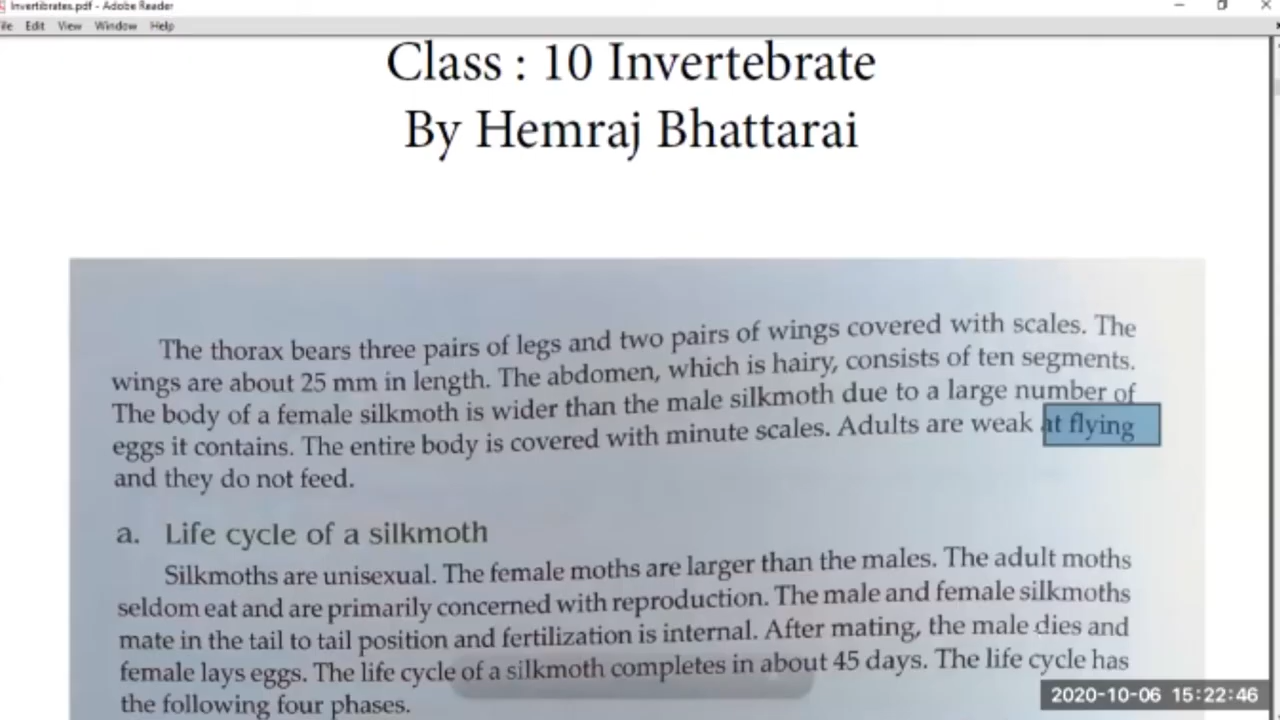 Invertibrates.pdf - Adobe Reader
File Edit View Window Help
Class : 10 Invertebrate
By Hemraj Bhattarai
The thorax bears three pairs of legs and two pairs of wings covered with scales. The
wings are about 25 mm in length. The abdomen, which is hairy, consists of ten segments.
The body of a female silkmoth is wider than the male silkmoth due to a large number of
eggs it contains. The entire body is covered with minute scales. Adults are weak at flying
and they do not feed.
a. Life cycle of a silkmoth
Silkmoths are unisexual. The female moths are larger than the males. The adult moths
seldom eat and are primarily concerned with reproduction. The male and female silkmoths
mate in the tail to tail position and fertilization is internal. After mating, the male dies and
female lays eggs. The life cycle of a silkmoth completes in about 45 days. The life cycle has
the following four phases.
2020-10-06 15:22:46